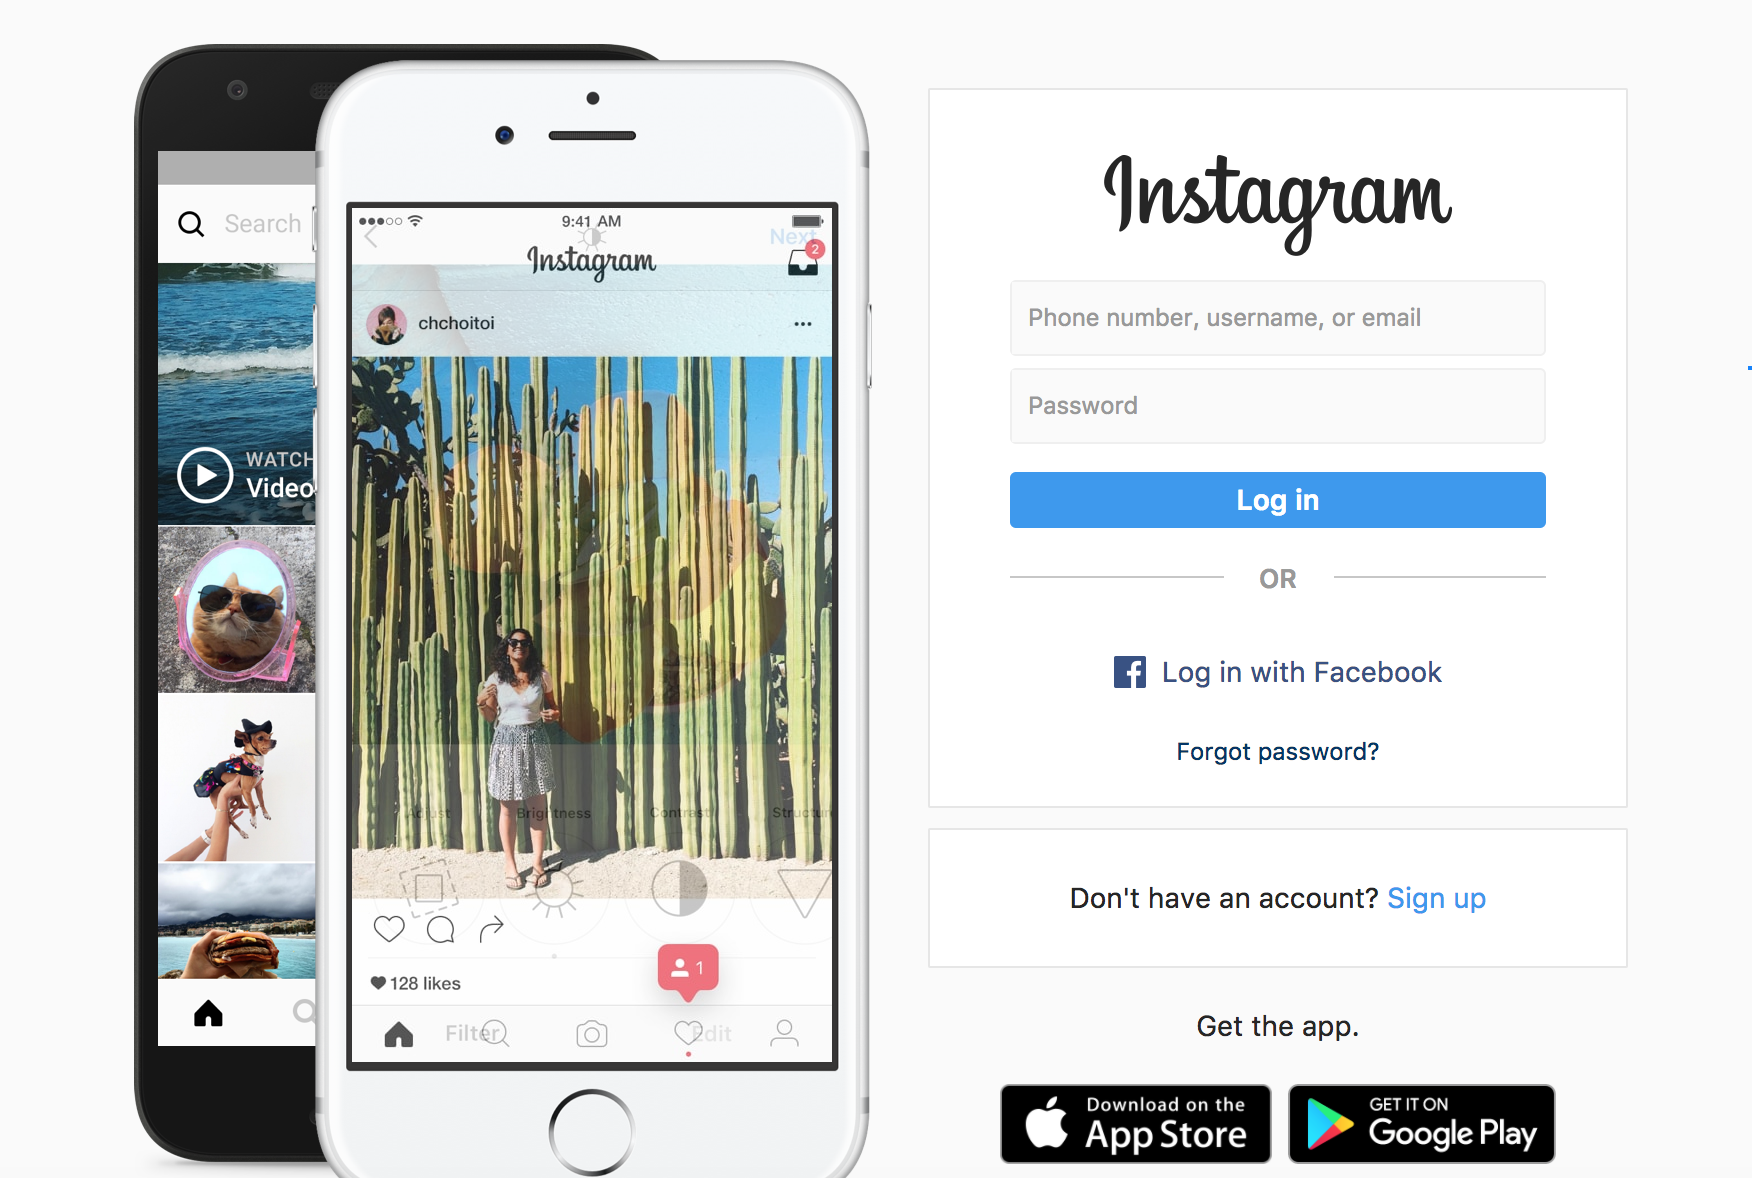 Search
WATCH
Video
9:41 AM
Next
Instagram
2
chchoitoi
Adjust
Brightness
Contrast
128 likes
1
Filter
Edit
Instagram
Phone number, username, or email
Password
Log in
OR
Log in with Facebook
Forgot password?
Don't have an account? Sign up
Get the app.
Download on the
App Store
GET IT ON
Google Play